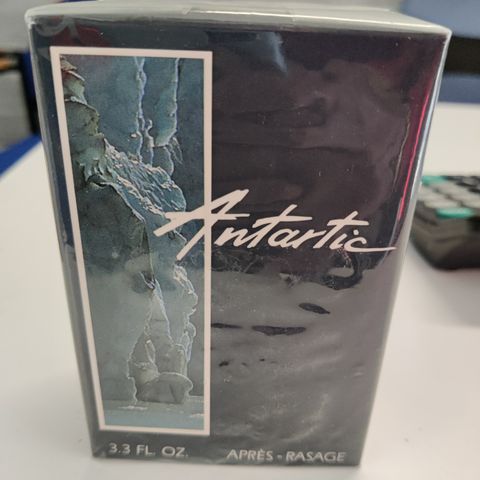 Antartic
3.3 FL. OZ.
APRÈS - RASAGE